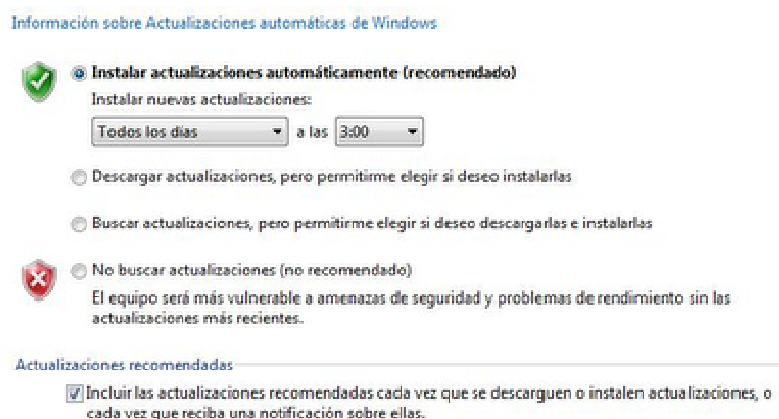 Información sobre Actualizaciones automáticas de Windows
Instalar actualizaciones automáticamente (recomendado)
Instalar nuevas actualizaciones:
Todos los días a las 3:00
Descargar actualizaciones, pero permitirme elegir si deseo instalarlas
Buscar actualizaciones, pero permitirme elegir si deseo descargarlas e instalarlas
No buscar actualizaciones (no recomendado)
El equipo será más vulnerable a amenazas de seguridad y problemas de rendimiento sin las
actualizaciones más recientes.
Actualizaciones recomendadas
Incluir las actualizaciones recomendadas cada vez que se descarguen o instalen actualizaciones, o
cada vez que reciba una notificación sobre ellas.